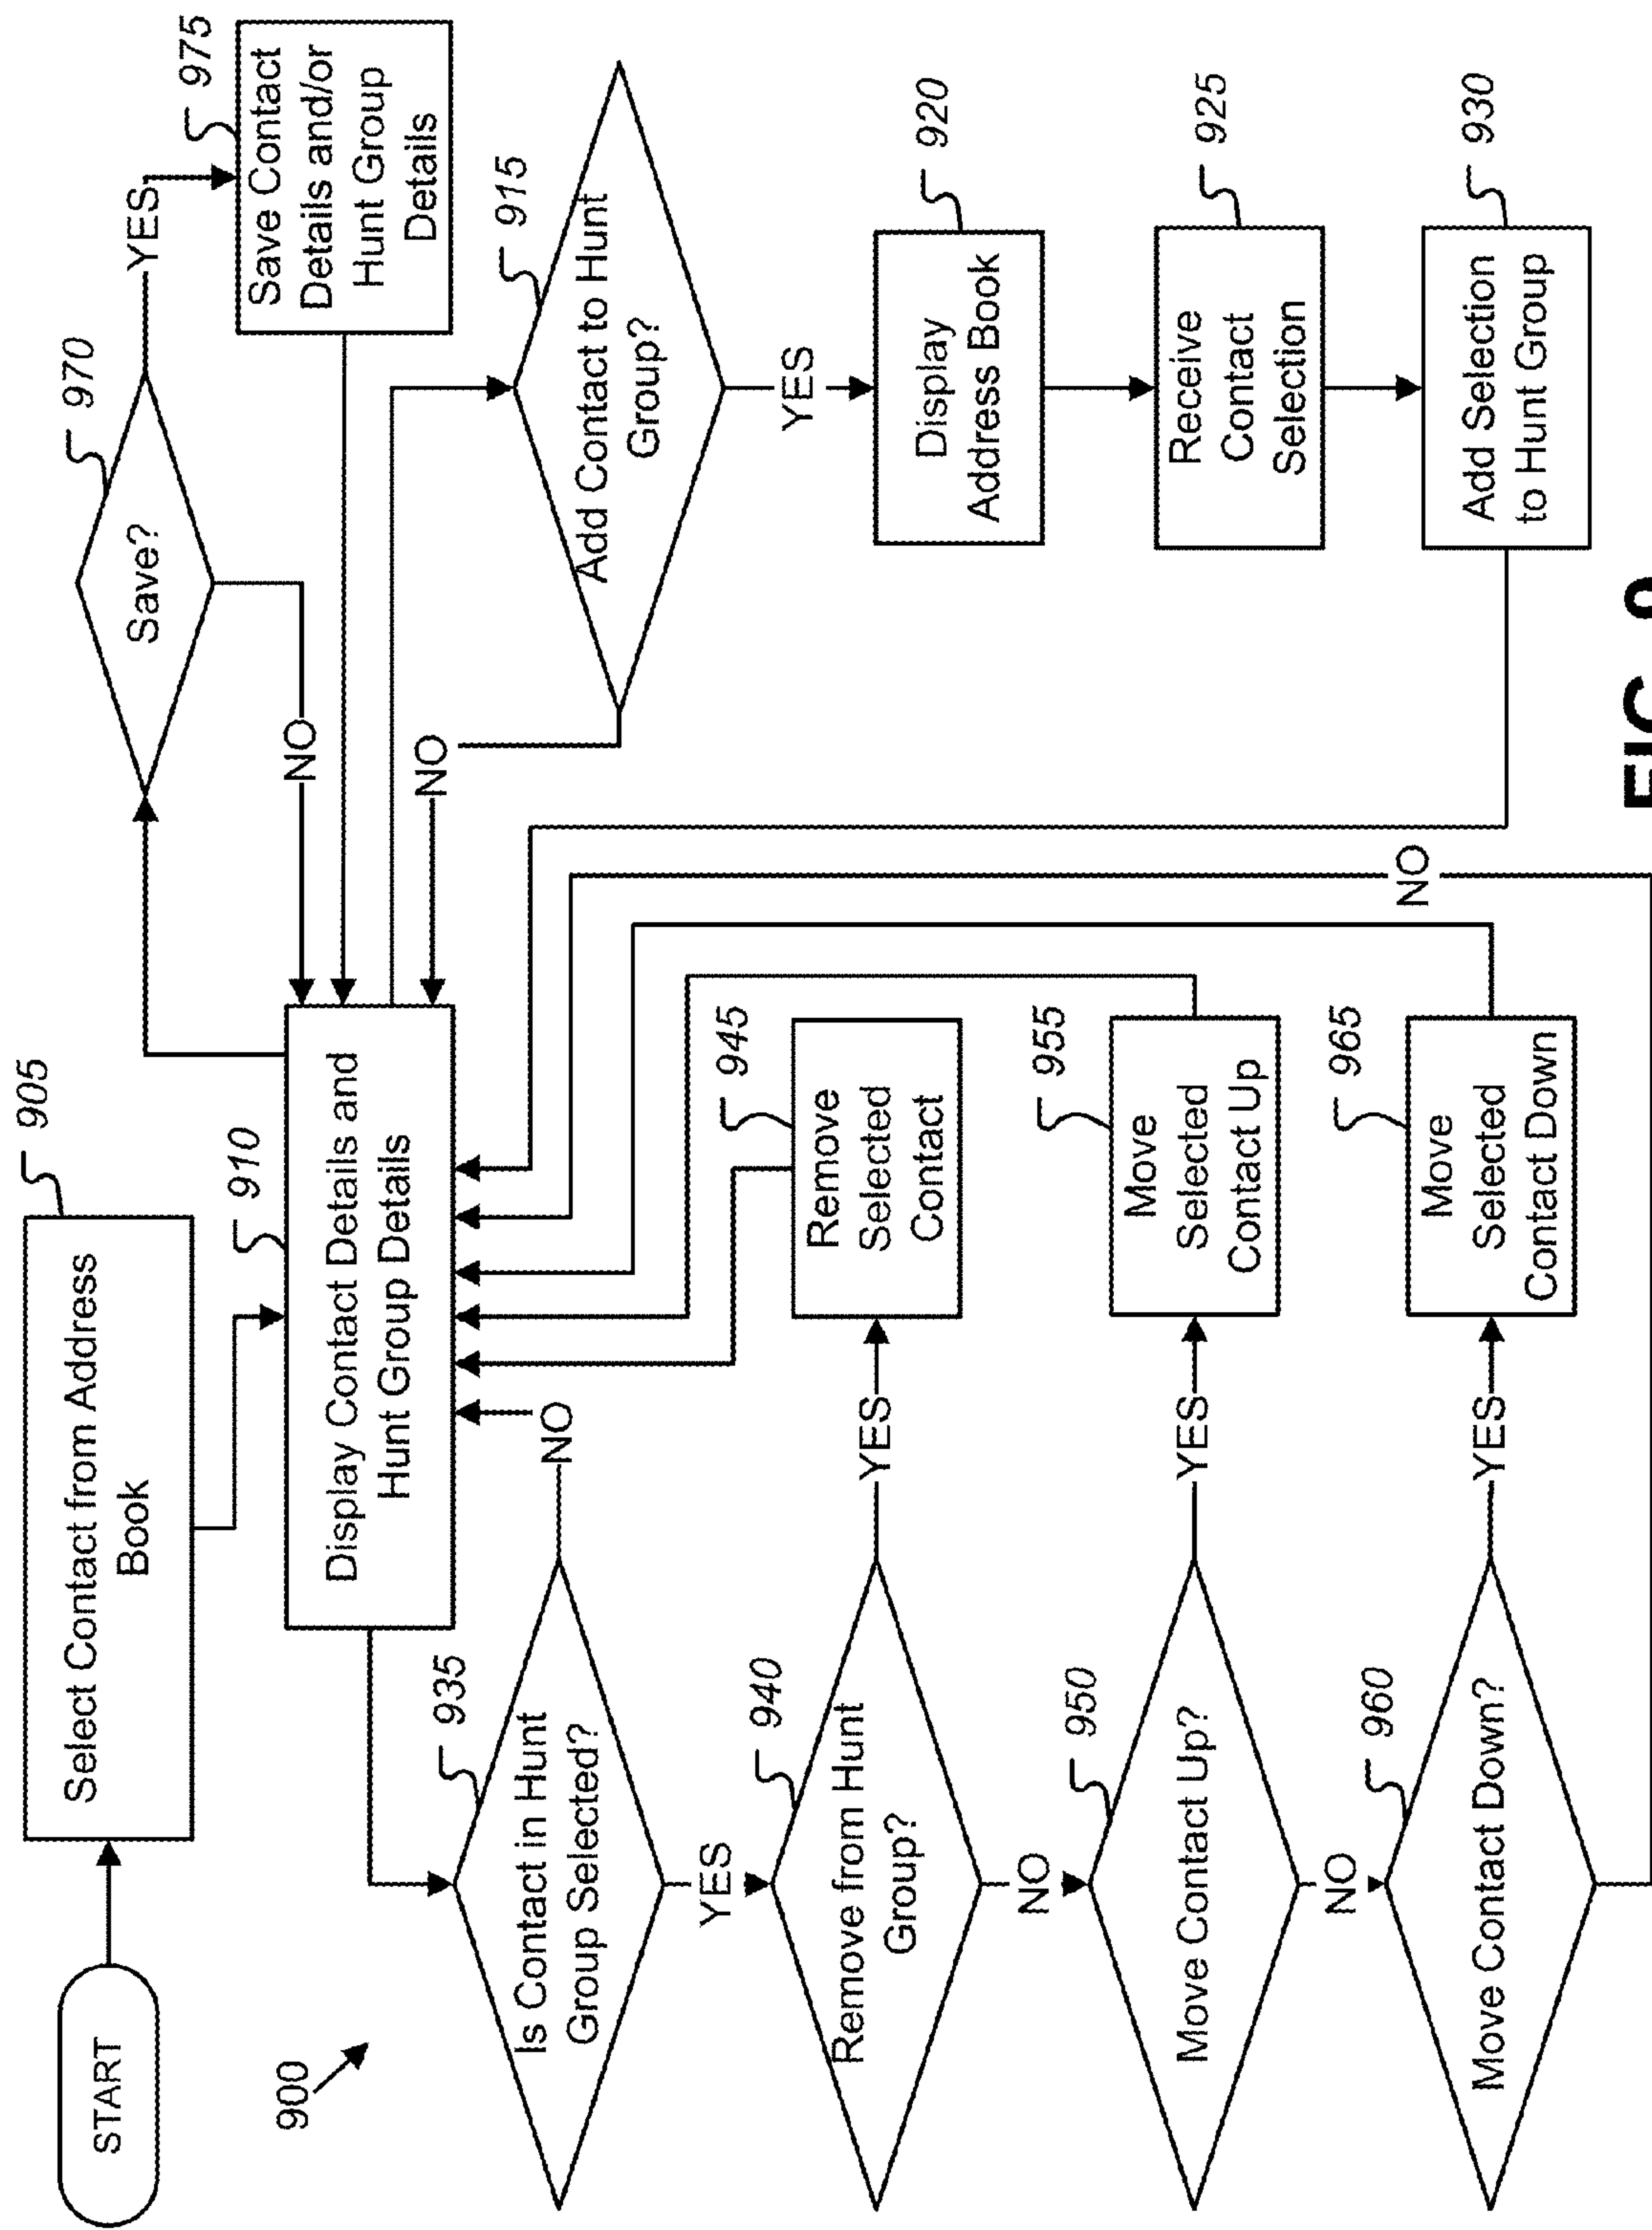 START
900
905
Select Contact from Address
Book
910
Display Contact Details and
Hunt Group Details
970
Save?
YES
NO
975
Save Contact
Details and/or
Hunt Group
Details
915
Add Contact to Hunt
Group?
NO
YES
920
Display
Address Book
925
Receive
Contact
Selection
930
Add Selection
to Hunt Group
935
Is Contact in Hunt
Group Selected?
NO
YES
940
Remove from Hunt
Group?
YES
945
Remove
Selected
Contact
NO
950
Move Contact Up?
YES
955
Move
Selected
Contact Up
NO
960
Move Contact Down?
YES
965
Move
Selected
Contact Down
NO